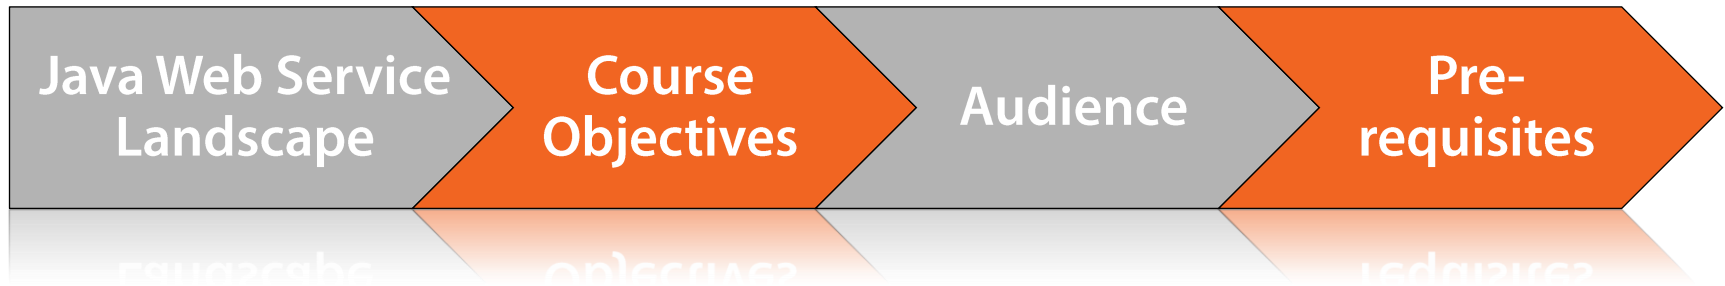 Java Web Service
Landscape
Course
Objectives
Audience
Pre-
requisites